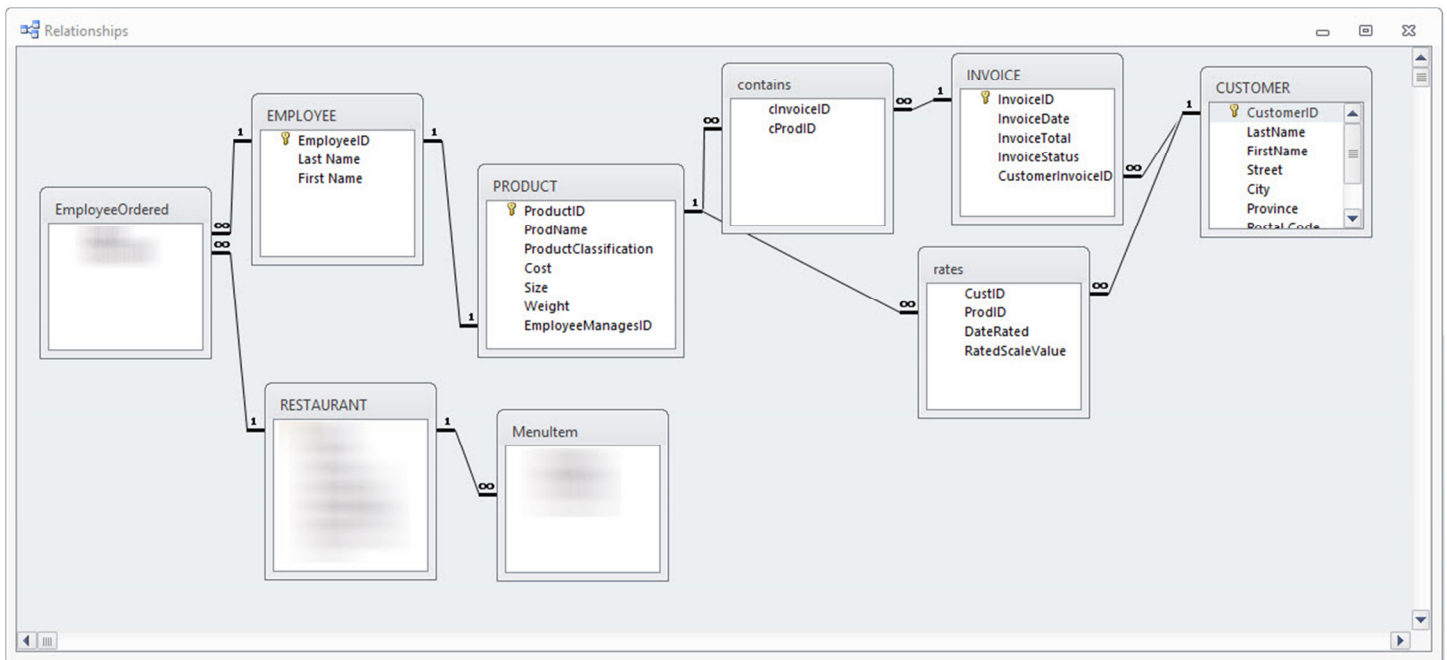 Relationships
EmployeeOrdered
∞
∞
1
EMPLOYEE
EmployeeID
Last Name
First Name
1
1
PRODUCT
ProductID
ProdName
ProductClassification
Cost
Size
Weight
EmployeeManagesID
1
∞
contains
cInvoiceID
cProdID
∞
1
INVOICE
InvoiceID
InvoiceDate
InvoiceTotal
InvoiceStatus
CustomerInvoiceID
∞
1
CUSTOMER
CustomerID
LastName
FirstName
Street
City
Province
Postal Code
∞
rates
CustID
ProdID
DateRated
RatedScaleValue
∞
1
RESTAURANT
1
∞
MenuItem